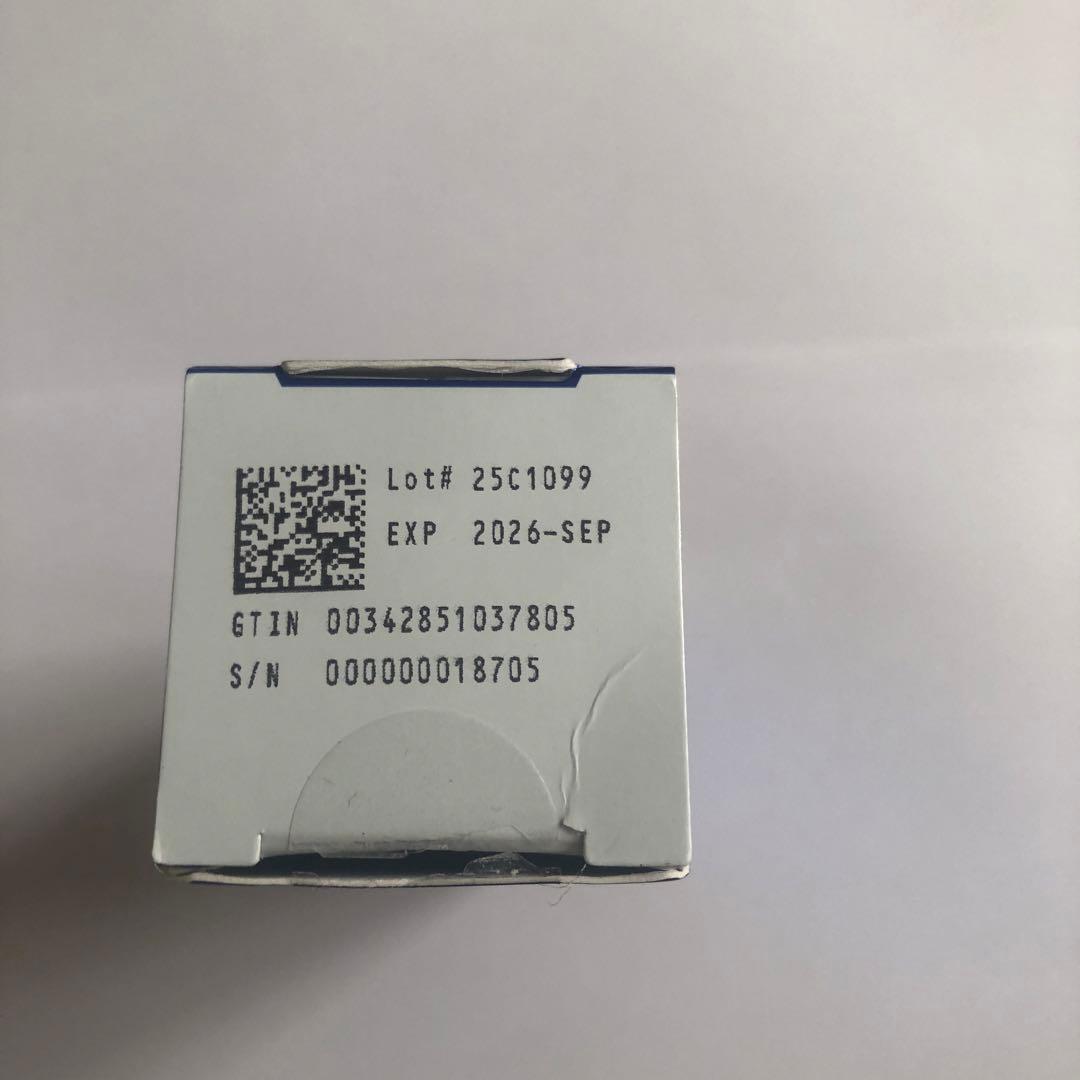 Lot# 25C1099
EXP 2026-SEP
GTIN 00342851037805
S/N 000000018705